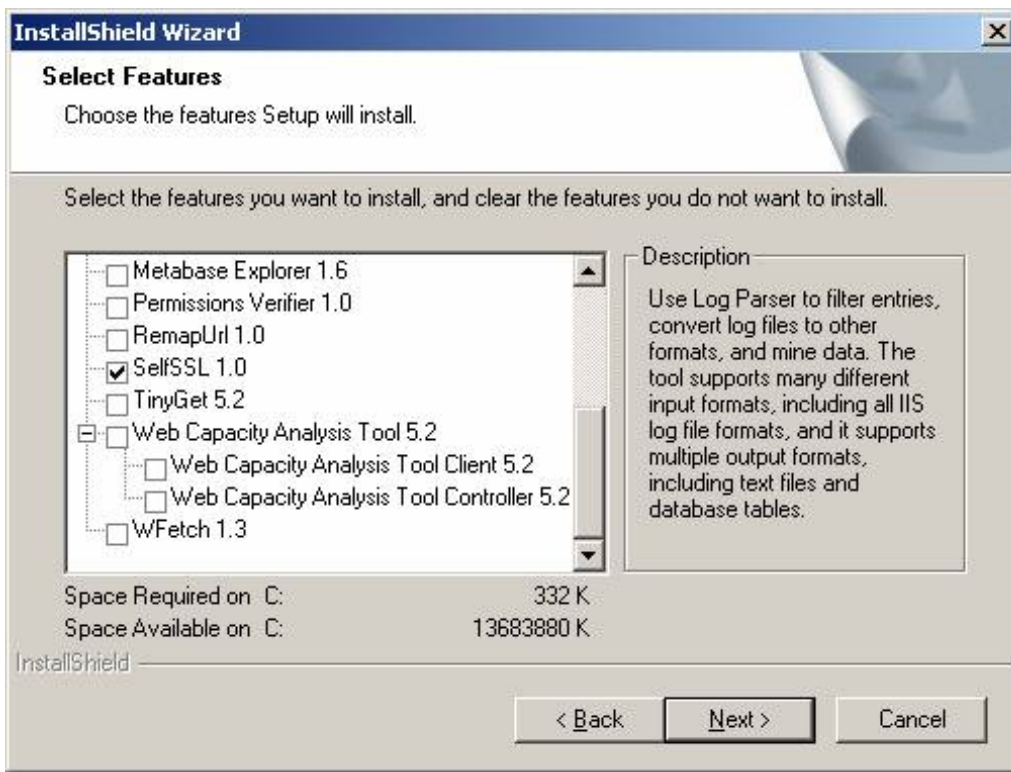 InstallShield Wizard
Select Features
Choose the features Setup will install.
Select the features you want to install, and clear the features you do not want to install.
Metabase Explorer 1.6
Permissions Verifier 1.0
RemapUrl 1.0
SelfSSL 1.0
TinyGet 5.2
Web Capacity Analysis Tool 5.2
Web Capacity Analysis Tool Client 5.2
Web Capacity Analysis Tool Controller 5.2
WFetch 1.3
Description
Use Log Parser to filter entries,
convert log files to other
formats, and mine data. The
tool supports many different
input formats, including all IIS
log file formats, and it supports
multiple output formats,
including text files and
database tables.
Space Required on C: 332 K
Space Available on C: 13683880 K
InstallShield
< Back Next > Cancel